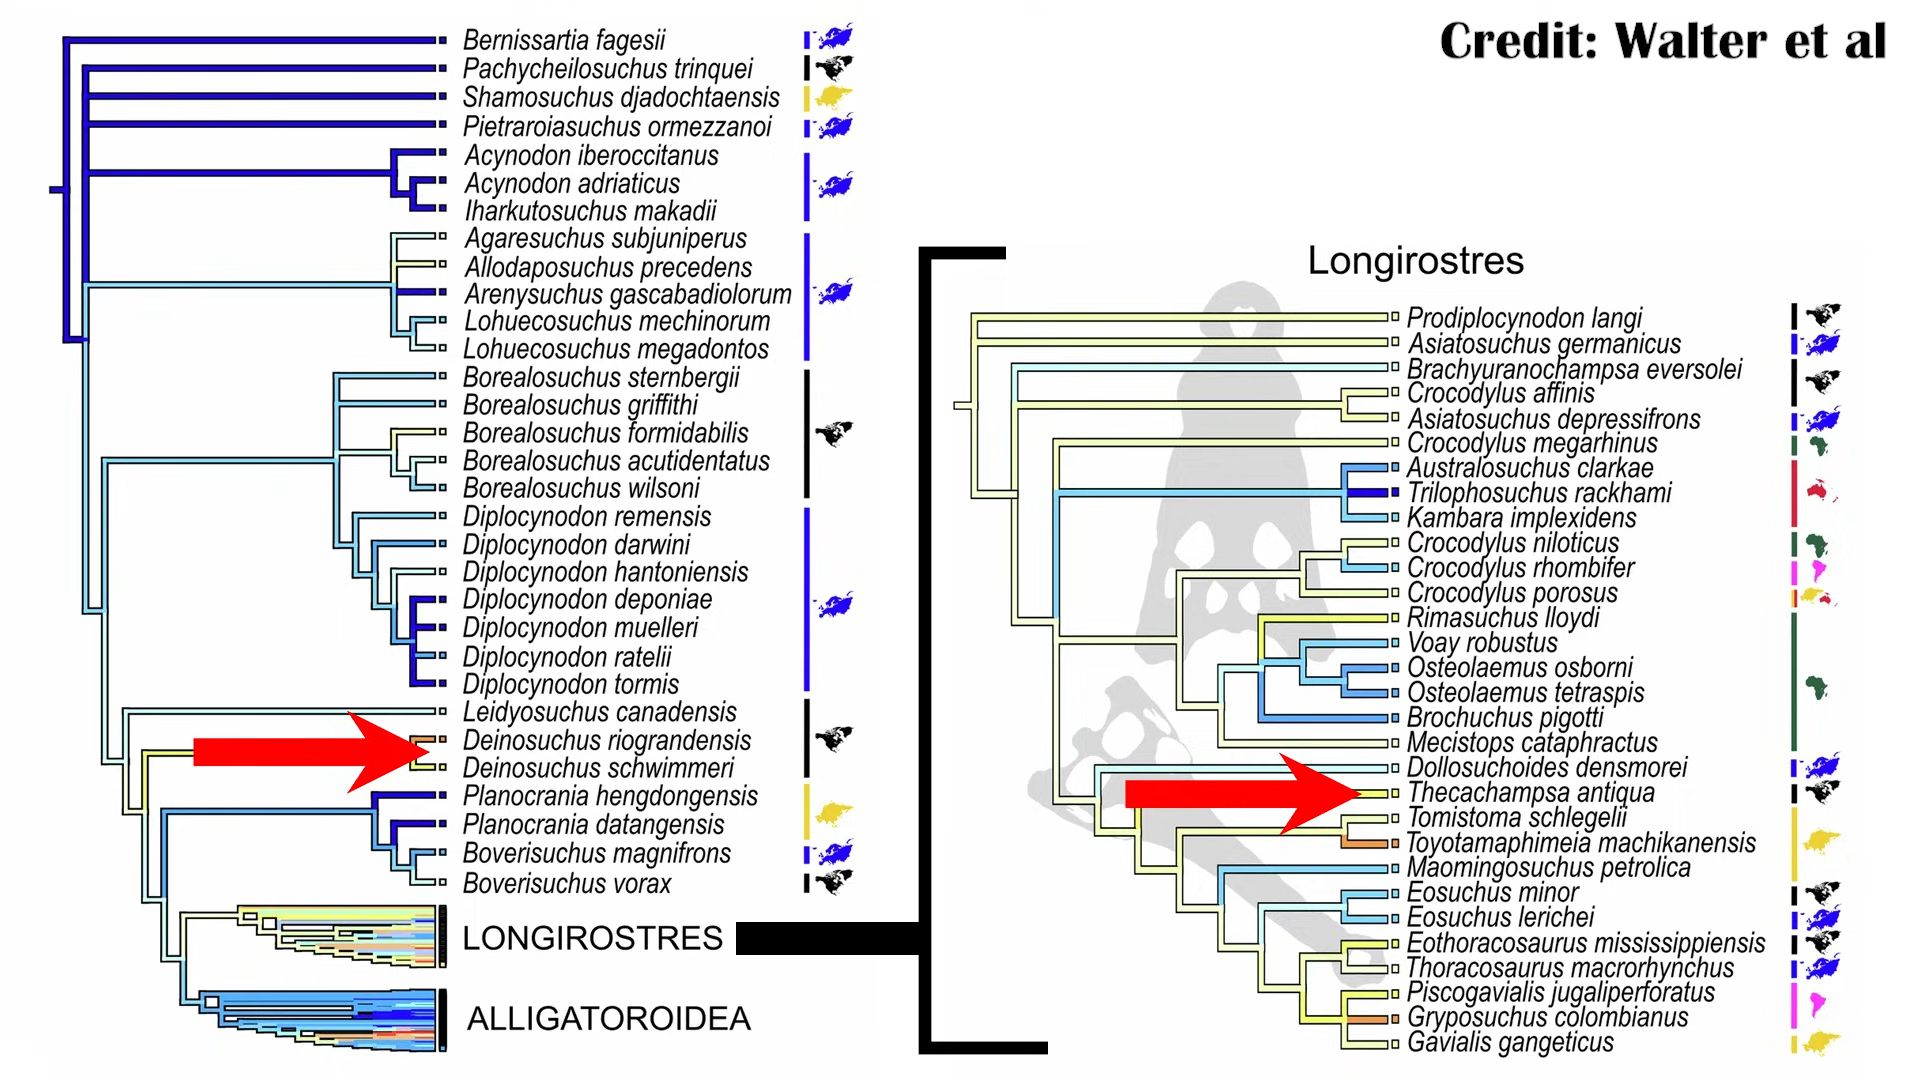 Credit: Walter et al
Bernissartia fagesii
Pachycheilosuchus trinquei
Shamosuchus djadochtaensis
Pietraroiasuchus ormezzanoi
Acynodon iberoccitanus
Acynodon adriaticus
Iharkutosuchus makadii
Agaresuchus subjuniperus
Allodaposuchus precedens
Arenysuchus gascabadiolorum
Lohuecosuchus mechinorum
Lohuecosuchus megadontos
Borealosuchus sternbergii
Borealosuchus griffithi
Borealosuchus formidabilis
Borealosuchus acutidentatus
Borealosuchus wilsoni
Diplocynodon remensis
Diplocynodon darwini
Diplocynodon hantoniensis
Diplocynodon deponiae
Diplocynodon muelleri
Diplocynodon ratelii
Diplocynodon tormis
Leidyosuchus canadensis
Deinosuchus riograndensis
Deinosuchus schwimmeri
Planocrania hengdongensis
Planocrania datangensis
Boverisuchus magnifrons
Boverisuchus vorax
LONGIROSTRES
ALLIGATOROIDEA
Longirostres
Prodiplocynodon langi
Asiatosuchus germanicus
Brachyuranochampsa eversolei
Crocodylus affinis
Asiatosuchus depressifrons
Crocodylus megarhinus
Australosuchus clarkae
Trilophosuchus rackhami
Kambara implexidens
Crocodylus niloticus
Crocodylus rhombifer
Crocodylus porosus
Rimasuchus lloydi
Voay robustus
Osteolaemus osborni
Osteolaemus tetraspis
Brochuchus pigotti
Mecistops cataphractus
Dollosuchoides densmorei
Thecachampsa antiqua
Tomistoma schlegelii
Toyotamaphimeia machikanensis
Maomingosuchus petrolica
Eosuchus minor
Eosuchus lerichei
Eothoracosaurus mississippiensis
Thoracosaurus macrorhynchus
Piscogavialis jugaliperforatus
Gryposuchus colombianus
Gavialis gangeticus